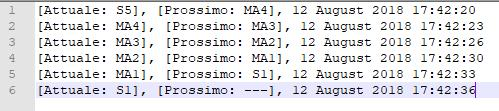 1 [Attuale: S5], [Prossimo: MA4], 12 August 2018 17:42:20
2 [Attuale: MA4], [Prossimo: MA3], 12 August 2018 17:42:23
3 [Attuale: MA3], [Prossimo: MA2], 12 August 2018 17:42:26
4 [Attuale: MA2], [Prossimo: MA1], 12 August 2018 17:42:30
5 [Attuale: MA1], [Prossimo: S1], 12 August 2018 17:42:33
6 [Attuale: S1], [Prossimo: ---], 12 August 2018 17:42:36